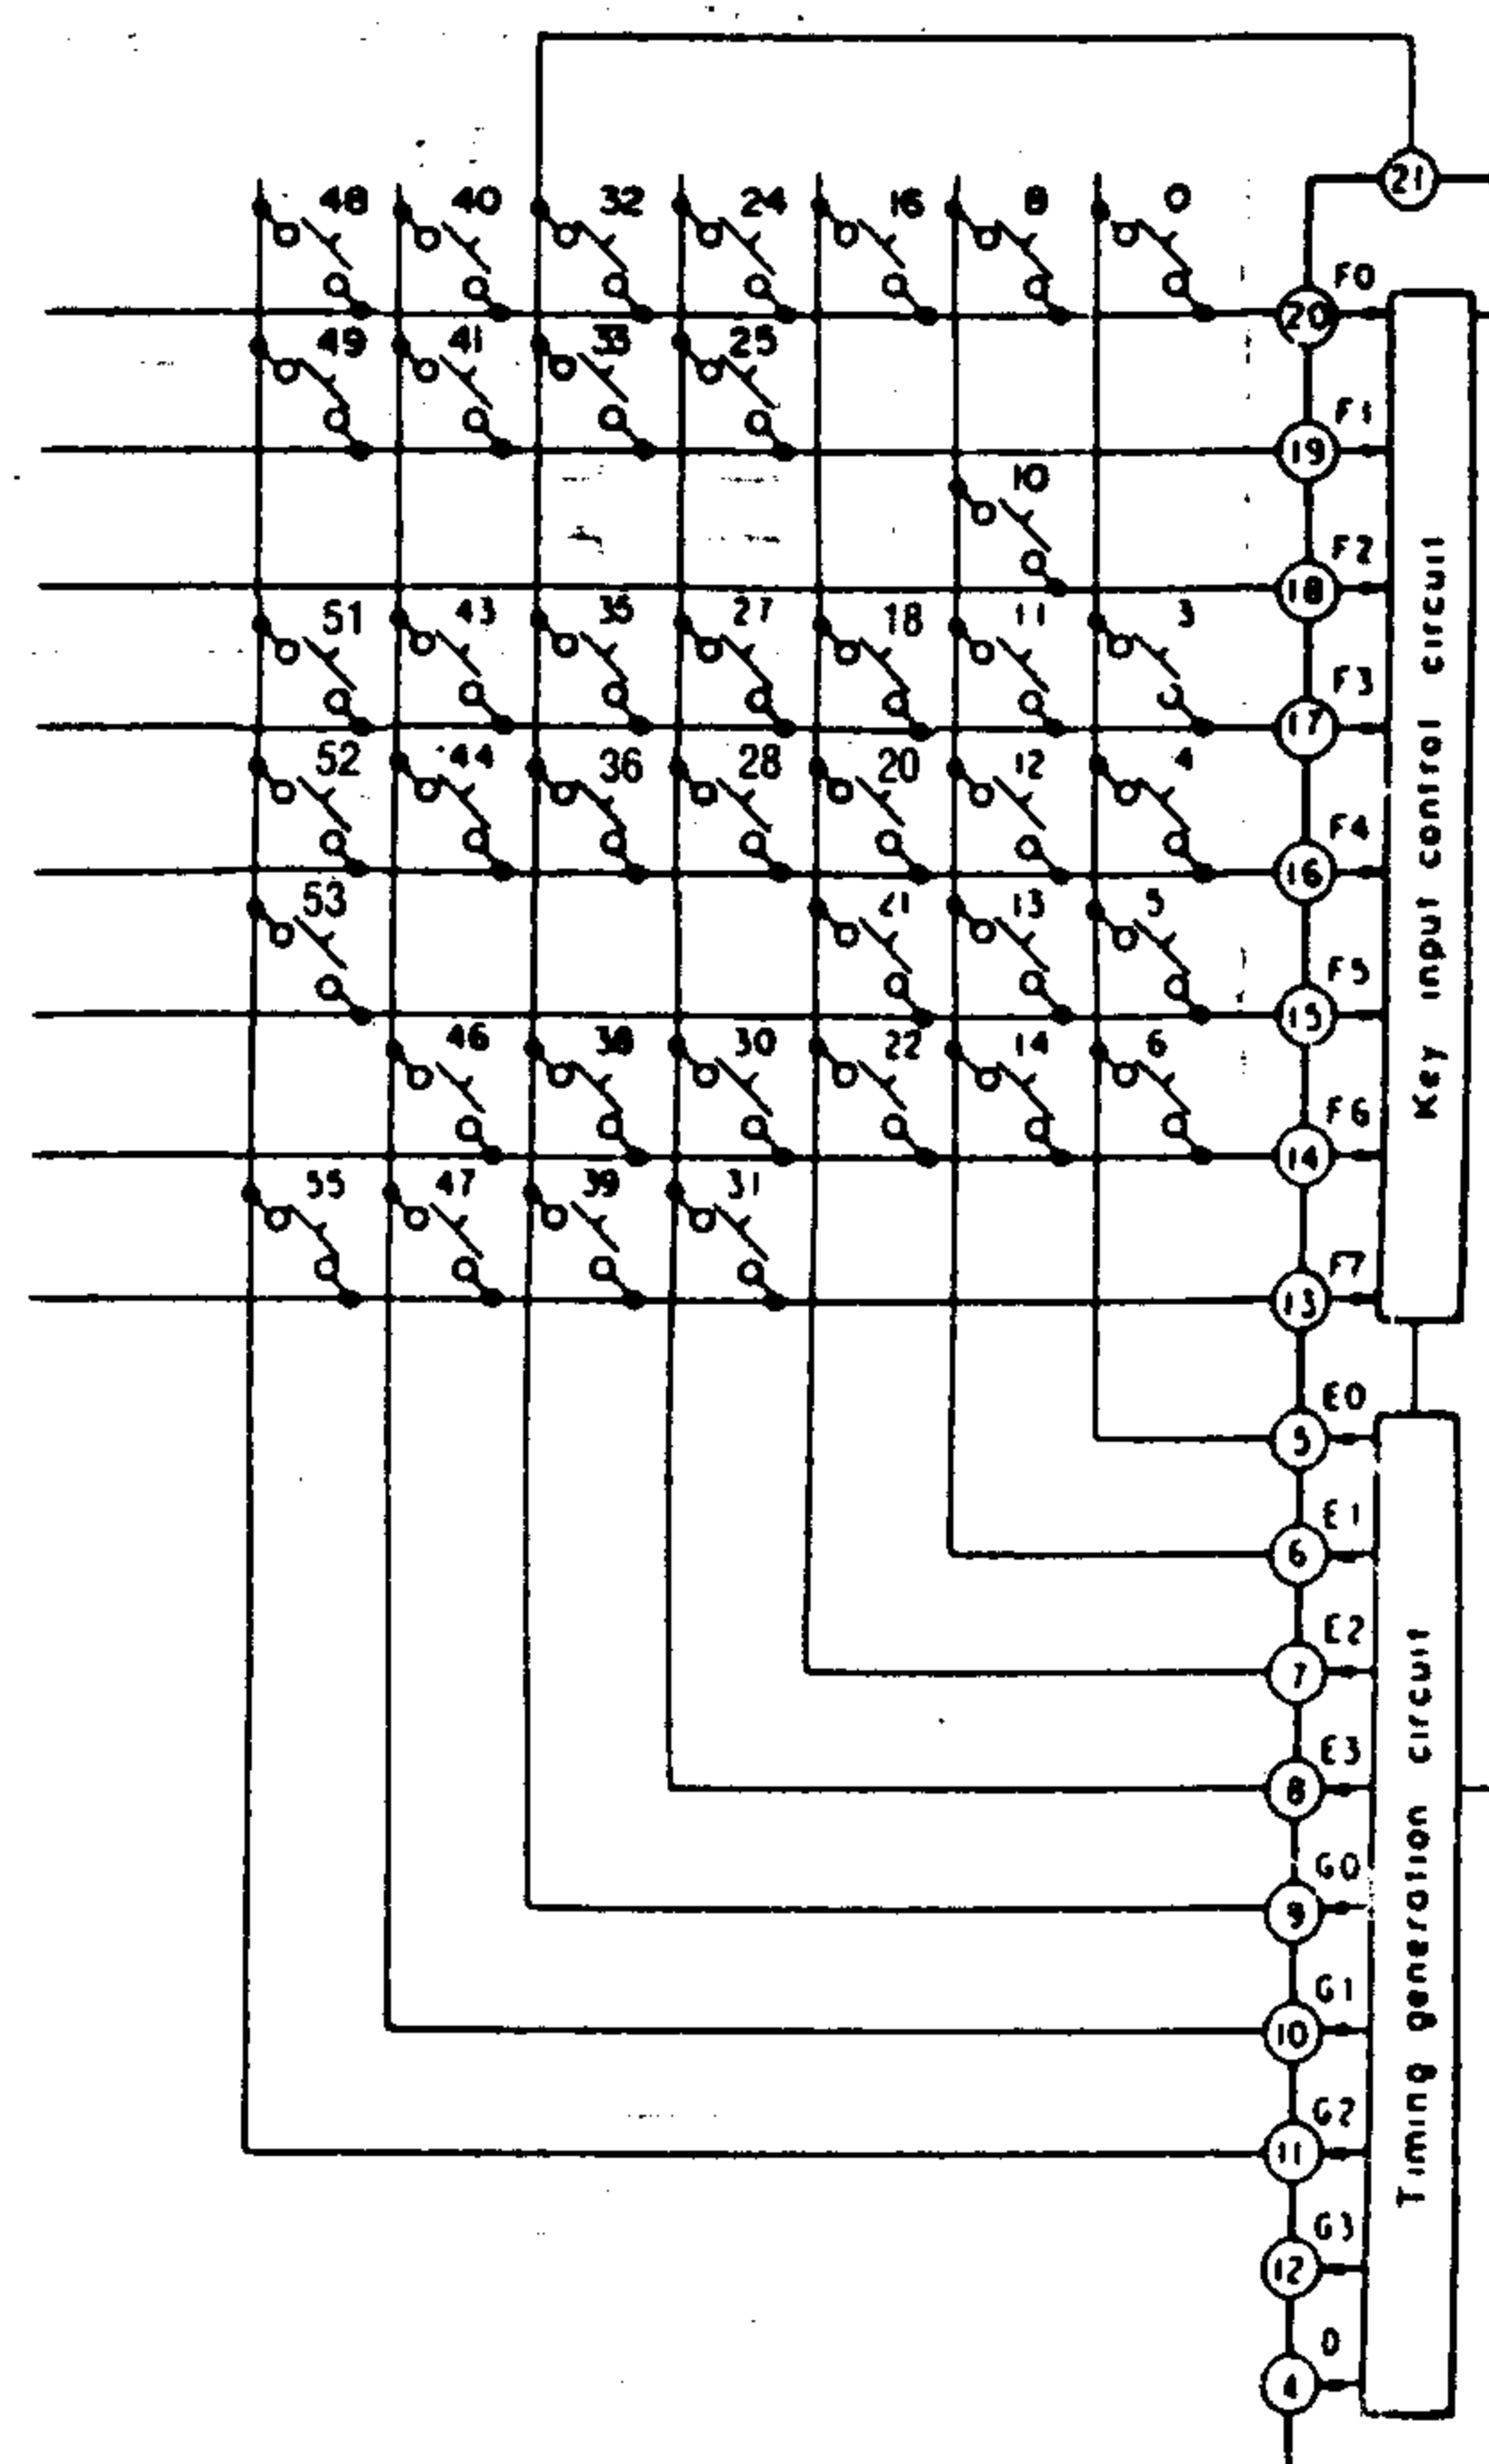 21
48 40 32 24 16 8 0
F0
20
49 41 33 25
F1
19
10
F2
18
51 43 35 27 18 11 3
F3
17
52 44 36 28 20 12 4
F4
16
53 21 13 5
F5
15
46 38 30 22 14 6
F6
14
55 47 39 31
F7
13
Key input control circuit
E0
5
E1
6
E2
7
E3
8
G0
9
G1
10
G2
11
G3
12
0
4
Timing generation circuit